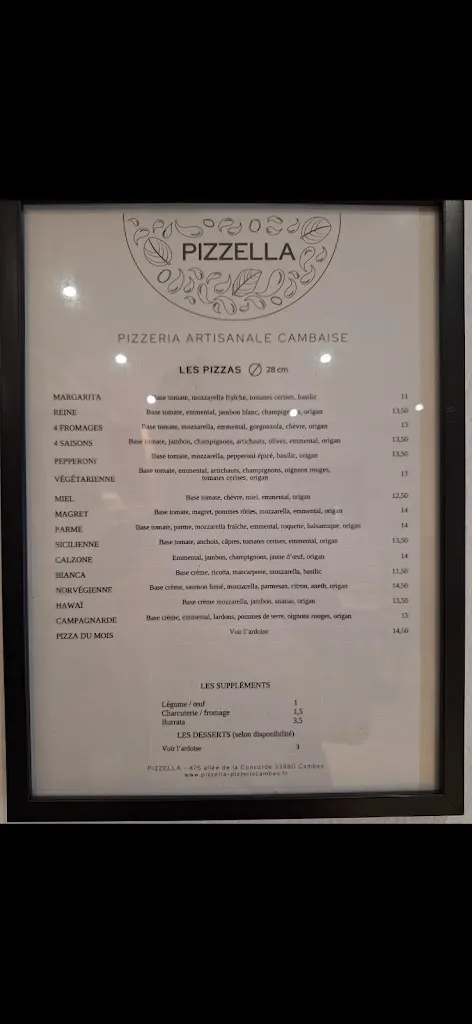 PIZZELLA
PIZZERIA ARTISANALE CAMBAISE
LES PIZZAS Ø 28 cm
MARGARITA Base tomate, mozzarella fraîche, tomates cerises, basilic 11
REINE Base tomate, emmental, jambon blanc, champignons, origan 13,50
4 FROMAGES Base tomate, mozzarella, emmental, gorgonzola, chèvre, origan 13
4 SAISONS Base tomate, jambon, champignons, artichauts, olives, emmental, origan 13,50
PEPPERONI Base tomate, mozzarella, pepperoni épicé, basilic, origan 13,50
VÉGÉTARIENNE Base tomate, emmental, artichauts, champignons, oignons rouges, 13
tomates cerises, origan
MIEL Base tomate, chèvre, miel, emmental, origan 12,50
MAGRET Base tomate, magret, pommes rôties, mozzarella, emmental, origan 14
PARME Base tomate, parme, mozzarella fraîche, emmental, roquette, balsamique, origan 14
SICILIENNE Base tomate, anchois, câpres, tomates cerises, emmental, origan 13,50
CALZONE Emmental, jambon, champignons, jaune d'œuf, origan 14
BIANCA Base crème, ricotta, mascarpone, mozzarella, basilic 11,50
NORVÉGIENNE Base crème, saumon fumé, mozzarella, parmesan, citron, aneth, origan 14,50
HAWAÏ Base crème mozzarella, jambon, ananas, origan 13,50
CAMPAGNARDE Base crème, emmental, lardons, pommes de terre, oignons rouges, origan 13
PIZZA DU MOIS Voir l'ardoise 14,50
LES SUPPLÉMENTS
Légume / œuf 1
Charcuterie / fromage 1,5
Burrata 3,5
LES DESSERTS (selon disponibilité)
Voir l'ardoise 3
PIZZELLA - 475 allée de la Concorde 33880 Cambes
www.pizzella-pizzeriacambes.fr